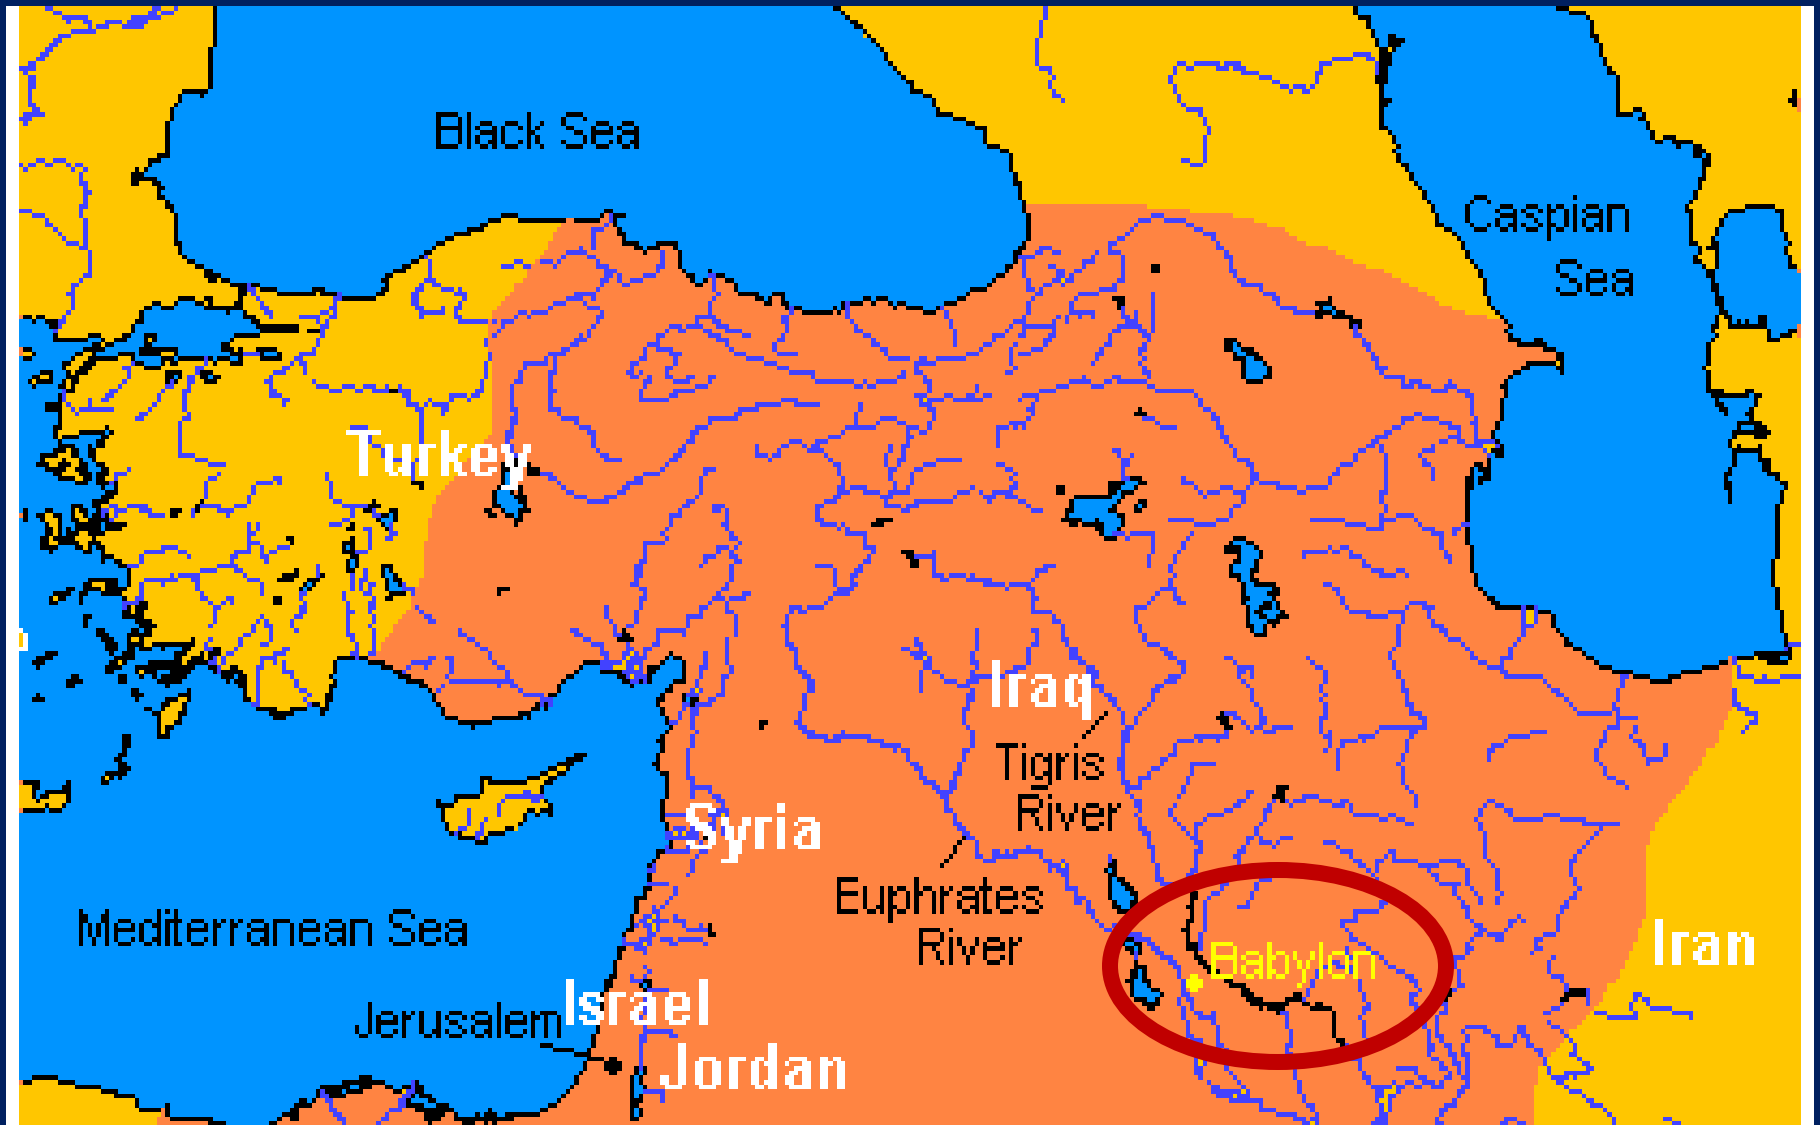 Black Sea
Caspian
Sea
Turkey
Iraq
Tigris
River
Syria
Euphrates
River
Mediterranean Sea
Babylon
Iran
Israel
Jerusalem
Jordan